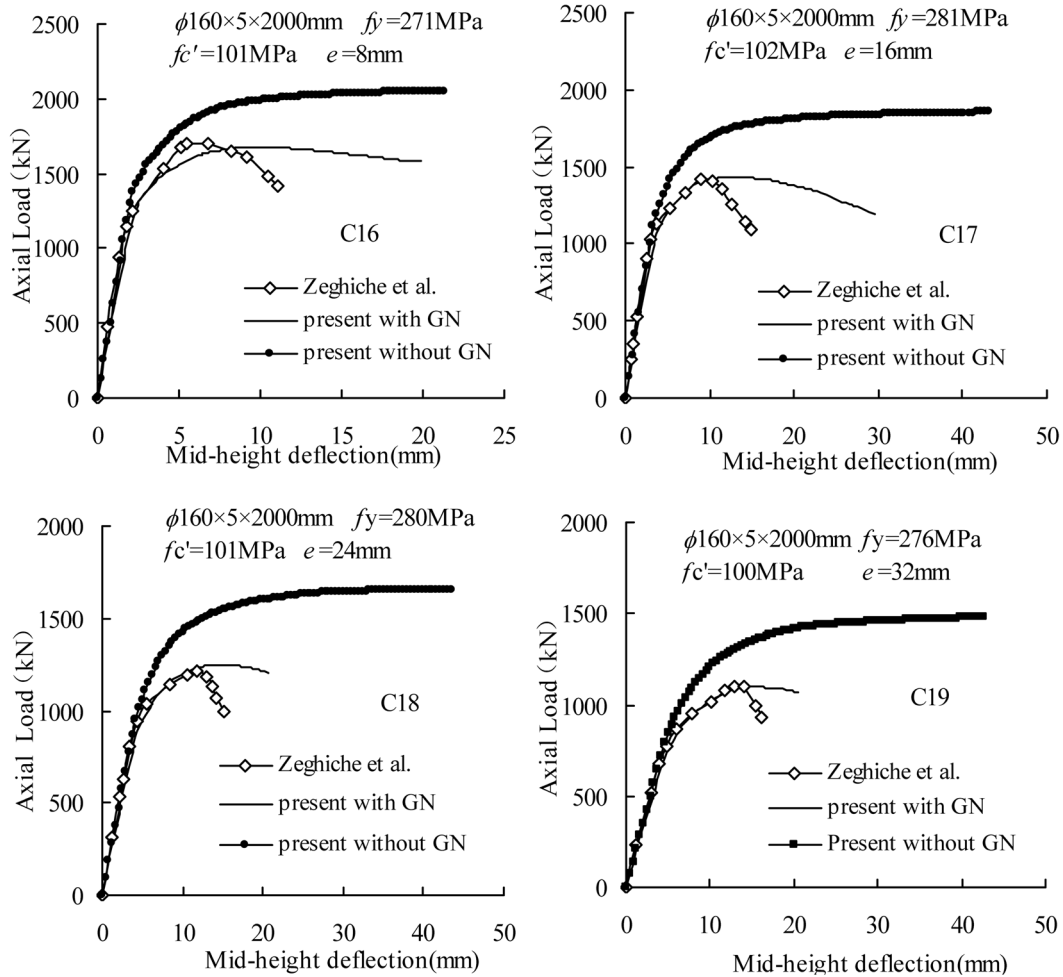 ϕ160×5×2000mm fy=271MPa
fc'=101MPa e=8mm
2500
2000
1500
1000
500
0
Axial Load (kN)
C16
Zeghiche et al.
present with GN
present without GN
0 5 10 15 20 25
Mid-height deflection(mm)
ϕ160×5×2000mm fy=281MPa
fc'=102MPa e=16mm
2500
2000
1500
1000
500
0
Axial Load (kN)
C17
Zeghiche et al.
present with GN
present without GN
0 10 20 30 40 50
Mid-height deflection(mm)
ϕ160×5×2000mm fy=280MPa
fc'=101MPa e=24mm
2000
1500
1000
500
0
Axial Load (kN)
C18
Zeghiche et al.
present with GN
present without GN
0 10 20 30 40 50
Mid-height deflection(mm)
ϕ160×5×2000mm fy=276MPa
fc'=100MPa e=32mm
2000
1500
1000
500
0
Axial Load (kN)
C19
Zeghiche et al.
present with GN
Present without GN
0 10 20 30 40 50
Mid-height deflection(mm)